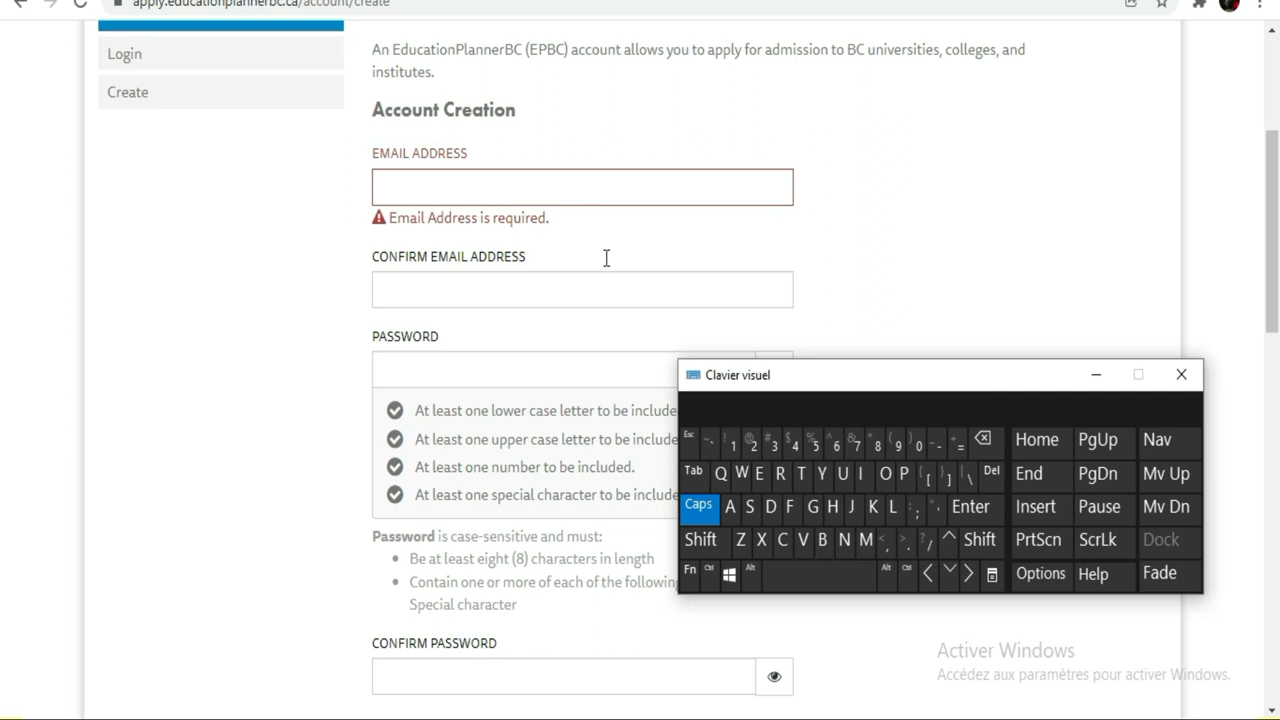 apply.educationplannerbc.ca/account/create
Login
Create
An EducationPlannerBC (EPBC) account allows you to apply for admission to BC universities, colleges, and
institutes.
Account Creation
EMAIL ADDRESS
Email Address is required.
CONFIRM EMAIL ADDRESS
PASSWORD
At least one lower case letter to be include
At least one upper case letter to be include
At least one number to be included.
At least one special character to be include
Password is case-sensitive and must:
Be at least eight (8) characters in length
Contain one or more of each of the following
Special character
CONFIRM PASSWORD
Clavier visuel
Esc ~ ` ! 1 @ 2 # 3 $ 4 % 5 ^ 6 & 7 * 8 ( 9 ) 0 _ - + = Home PgUp Nav
Tab Q W E R T Y U I O P { [ } ] | \ Del End PgDn Mv Up
Caps A S D F G H J K L : ; " ' Enter Insert Pause Mv Dn
Shift Z X C V B N M < , > . ? / ^ Shift PrtScn ScrLk Dock
Fn Ctrl Alt Alt Ctrl < > Options Help Fade
Activer Windows
Accédez aux paramètres pour activer Windows.